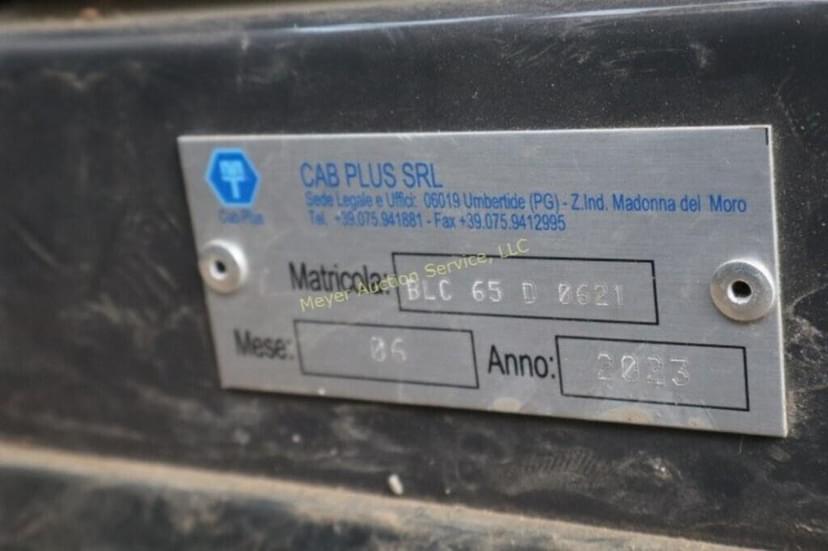 CAB PLUS SRL
Sede Legale e Uffici: 06019 Umbertide (PG) - Z.Ind. Madonna del Moro
Tel. +39.075.941881 - Fax +39.075.9412995
Cab Plus
Meyer Auction Service, LLC
Matricola: BLC 65 D 0621
Mese: 06 Anno: 2023